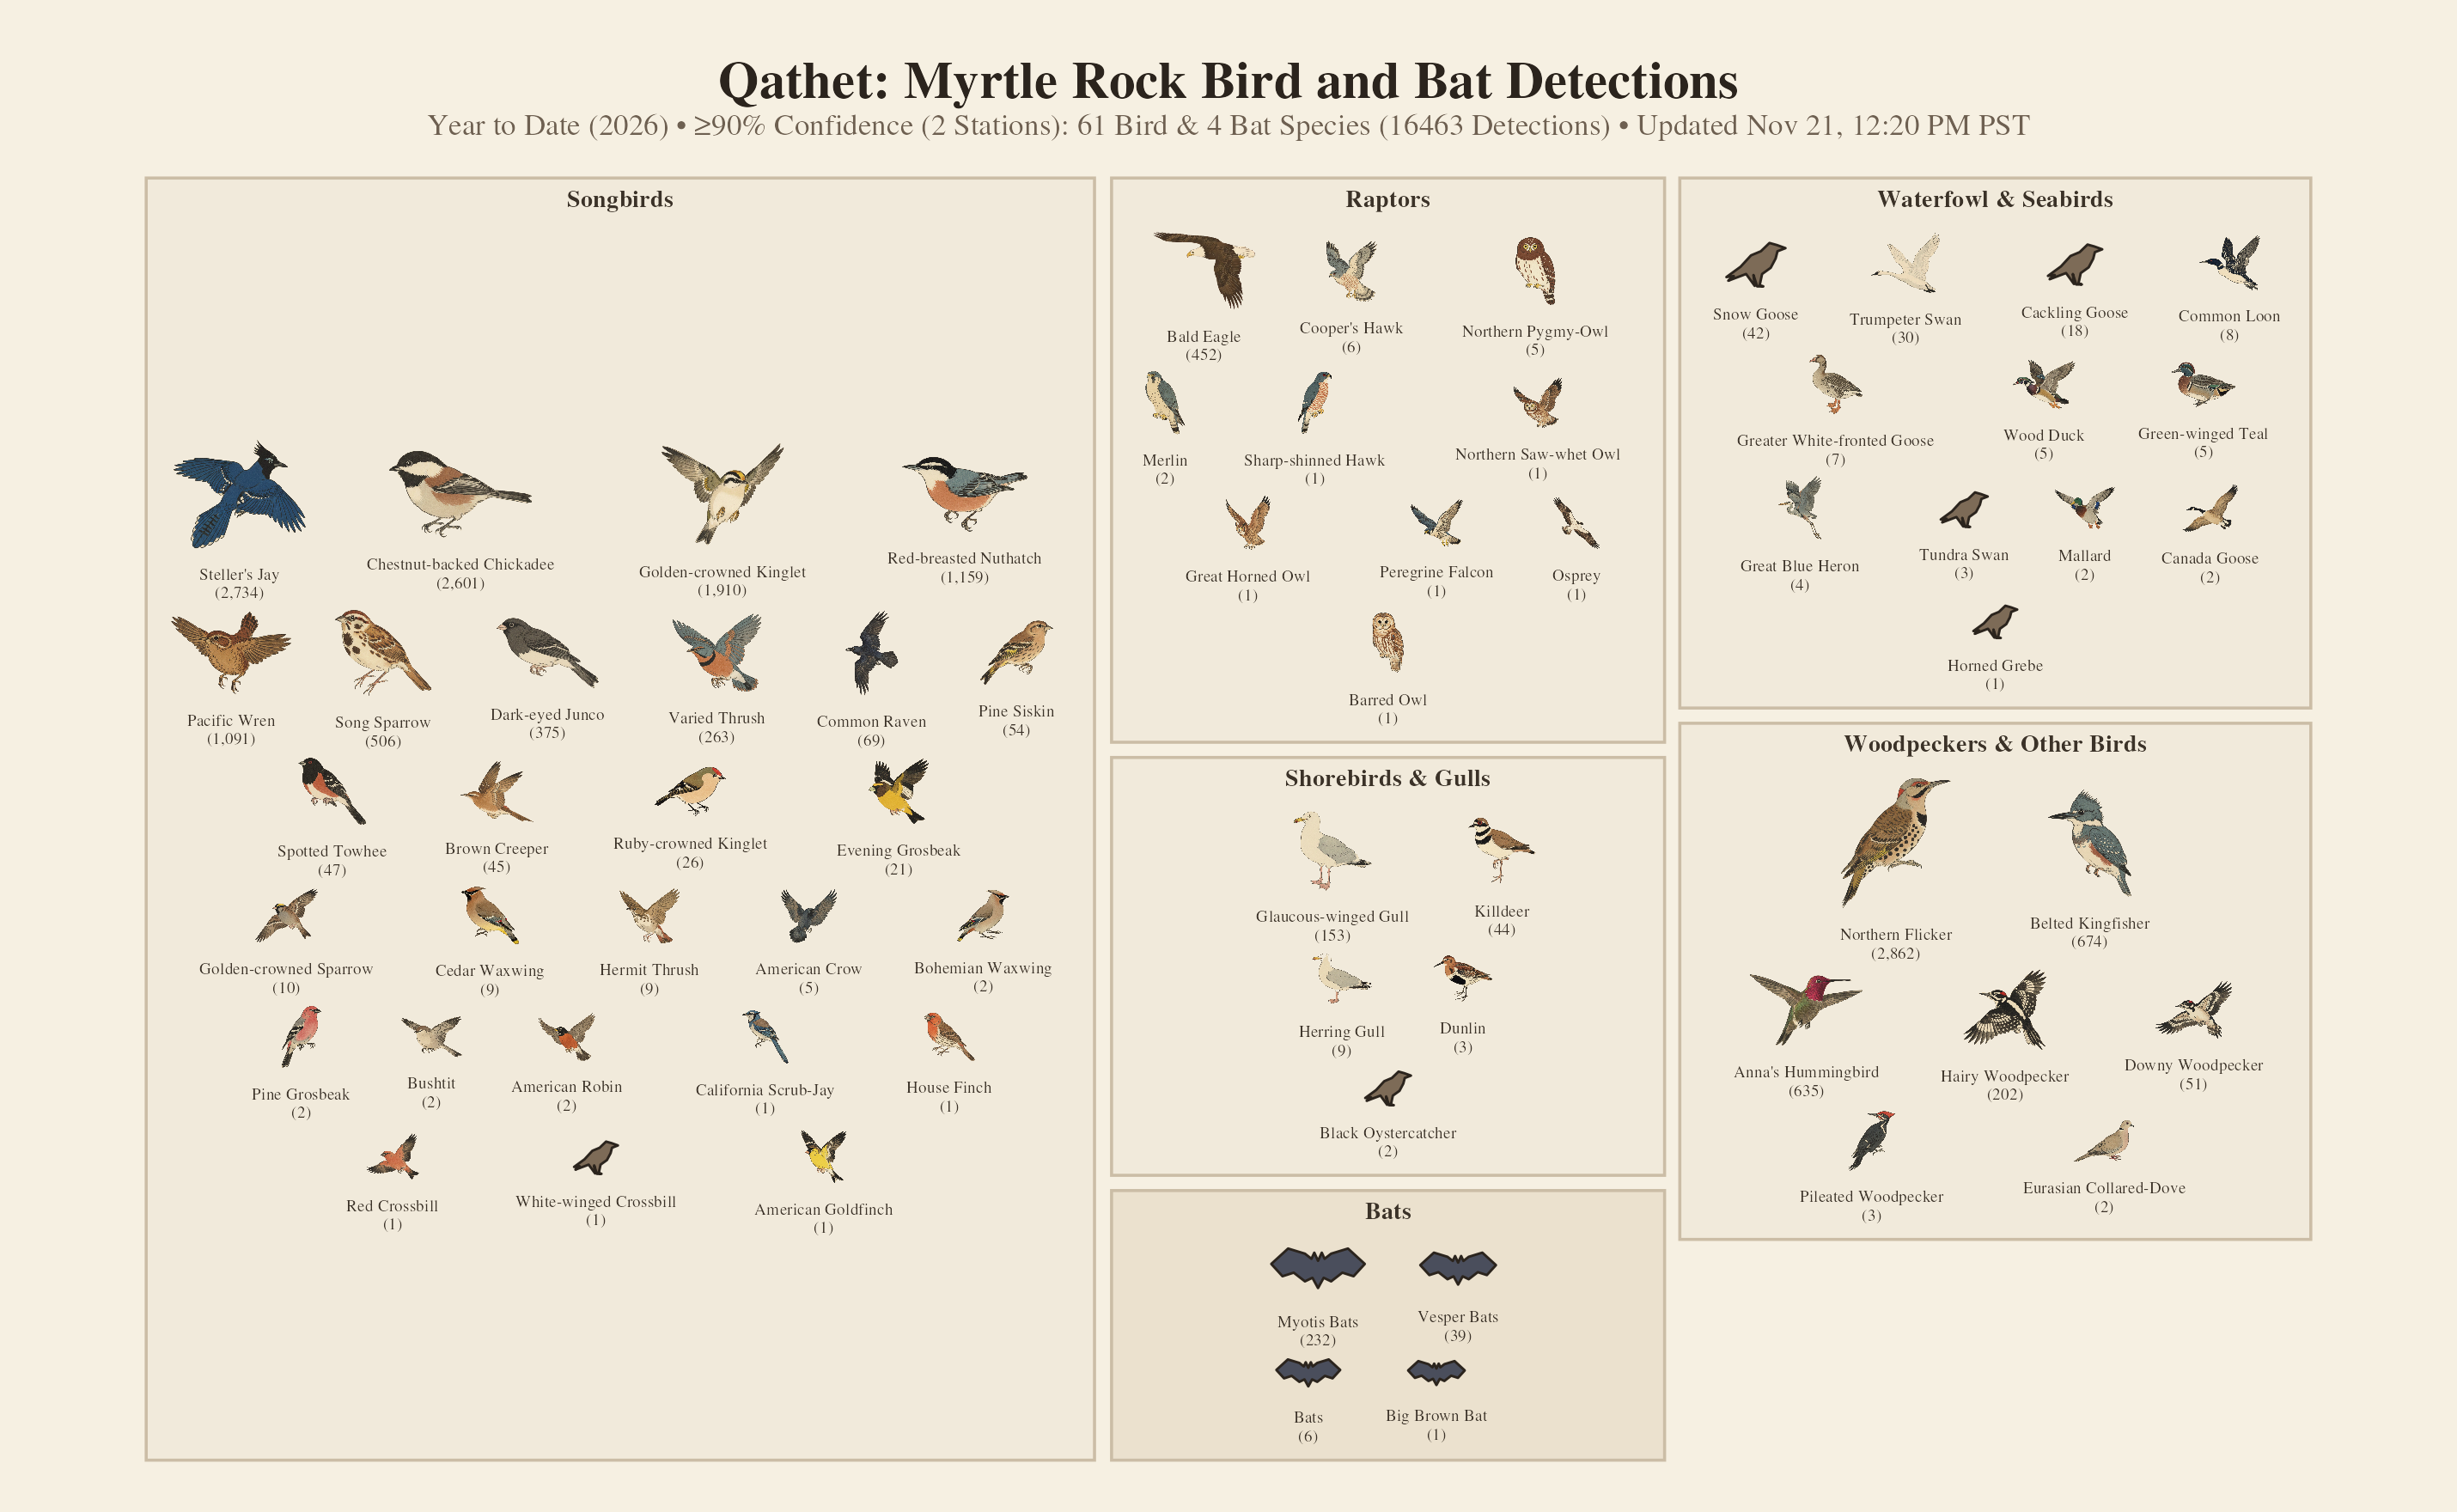 Qathet: Myrtle Rock Bird and Bat Detections
Year to Date (2026) • ≥90% Confidence (2 Stations): 61 Bird & 4 Bat Species (16463 Detections) • Updated Nov 21, 12:20 PM PST
Songbirds
Steller's Jay
(2,734)
Chestnut-backed Chickadee
(2,601)
Golden-crowned Kinglet
(1,910)
Red-breasted Nuthatch
(1,159)
Pacific Wren
(1,091)
Song Sparrow
(506)
Dark-eyed Junco
(375)
Varied Thrush
(263)
Common Raven
(69)
Pine Siskin
(54)
Spotted Towhee
(47)
Brown Creeper
(45)
Ruby-crowned Kinglet
(26)
Evening Grosbeak
(21)
Golden-crowned Sparrow
(10)
Cedar Waxwing
(9)
Hermit Thrush
(9)
American Crow
(5)
Bohemian Waxwing
(2)
Pine Grosbeak
(2)
Bushtit
(2)
American Robin
(2)
California Scrub-Jay
(1)
House Finch
(1)
Red Crossbill
(1)
White-winged Crossbill
(1)
American Goldfinch
(1)
Raptors
Bald Eagle
(452)
Cooper's Hawk
(6)
Northern Pygmy-Owl
(5)
Merlin
(2)
Sharp-shinned Hawk
(1)
Northern Saw-whet Owl
(1)
Great Horned Owl
(1)
Peregrine Falcon
(1)
Osprey
(1)
Barred Owl
(1)
Shorebirds & Gulls
Glaucous-winged Gull
(153)
Killdeer
(44)
Herring Gull
(9)
Dunlin
(3)
Black Oystercatcher
(2)
Bats
Myotis Bats
(232)
Vesper Bats
(39)
Bats
(6)
Big Brown Bat
(1)
Waterfowl & Seabirds
Snow Goose
(42)
Trumpeter Swan
(30)
Cackling Goose
(18)
Common Loon
(8)
Greater White-fronted Goose
(7)
Wood Duck
(5)
Green-winged Teal
(5)
Great Blue Heron
(4)
Tundra Swan
(3)
Mallard
(2)
Canada Goose
(2)
Horned Grebe
(1)
Woodpeckers & Other Birds
Northern Flicker
(2,862)
Belted Kingfisher
(674)
Anna's Hummingbird
(635)
Hairy Woodpecker
(202)
Downy Woodpecker
(51)
Pileated Woodpecker
(3)
Eurasian Collared-Dove
(2)